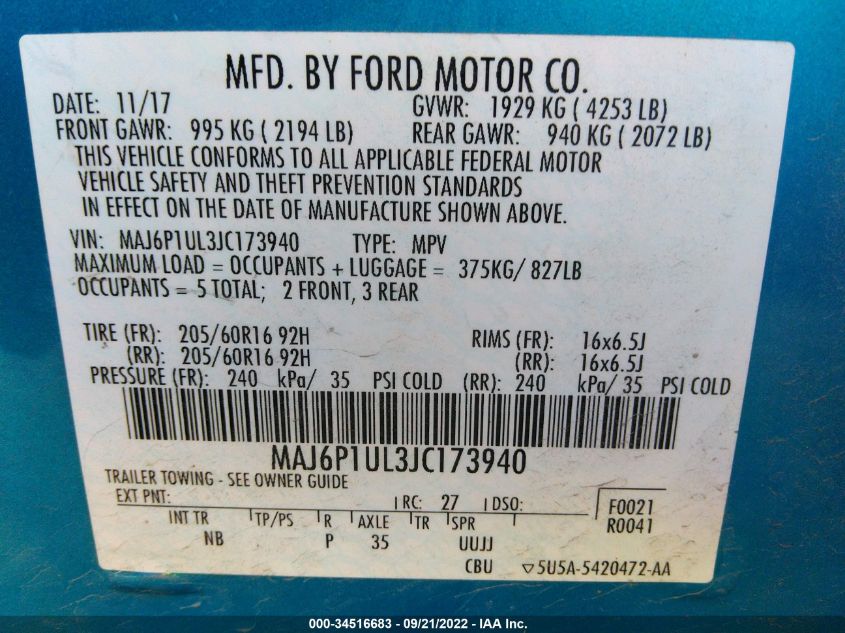 MFD. BY FORD MOTOR CO.
DATE: 11/17 GVWR: 1929 KG ( 4253 LB)
FRONT GAWR: 995 KG ( 2194 LB) REAR GAWR: 940 KG ( 2072 LB)
THIS VEHICLE CONFORMS TO ALL APPLICABLE FEDERAL MOTOR
VEHICLE SAFETY AND THEFT PREVENTION STANDARDS
IN EFFECT ON THE DATE OF MANUFACTURE SHOWN ABOVE.
VIN: MAJ6P1UL3JC173940 TYPE: MPV
MAXIMUM LOAD = OCCUPANTS + LUGGAGE = 375KG/ 827LB
OCCUPANTS = 5 TOTAL; 2 FRONT, 3 REAR
TIRE (FR): 205/60R16 92H RIMS (FR): 16x6.5J
(RR): 205/60R16 92H (RR): 16x6.5J
PRESSURE (FR): 240 kPa/ 35 PSI COLD (RR): 240 kPa/ 35 PSI COLD
MAJ6P1UL3JC173940
TRAILER TOWING - SEE OWNER GUIDE
EXT PNT: RC: 27 DSO: F0021
R0041
INT TR TP/PS R AXLE TR SPR
NB P 35 UUJJ
CBU ▽5U5A-5420472-AA
000-34516683 - 09/21/2022 - IAA Inc.